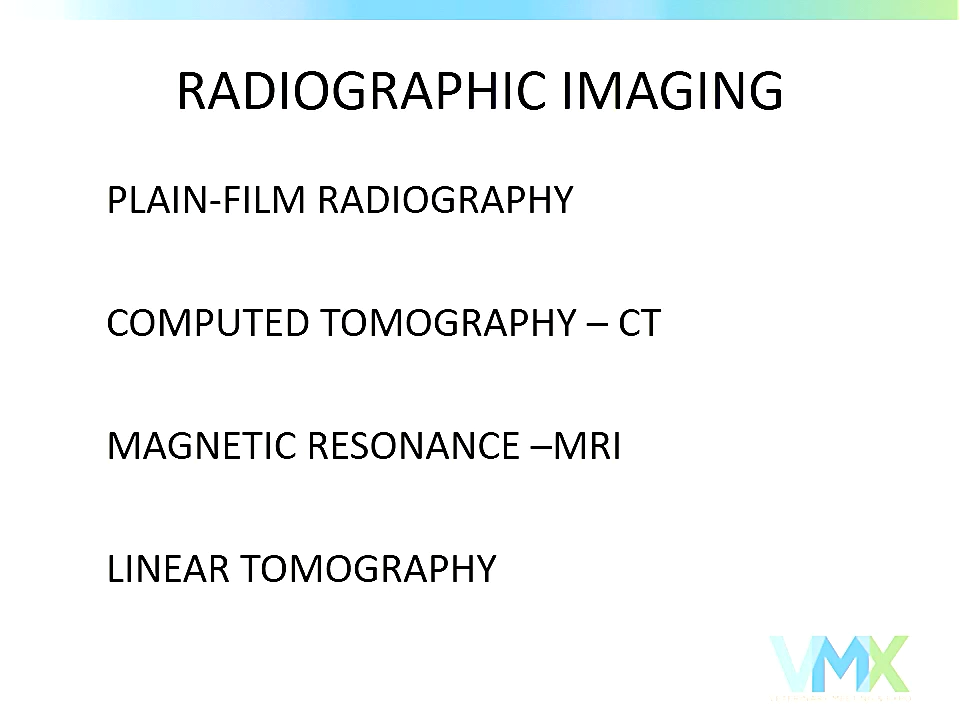 RADIOGRAPHIC IMAGING
PLAIN-FILM RADIOGRAPHY
COMPUTED TOMOGRAPHY – CT
MAGNETIC RESONANCE –MRI
LINEAR TOMOGRAPHY
VMX